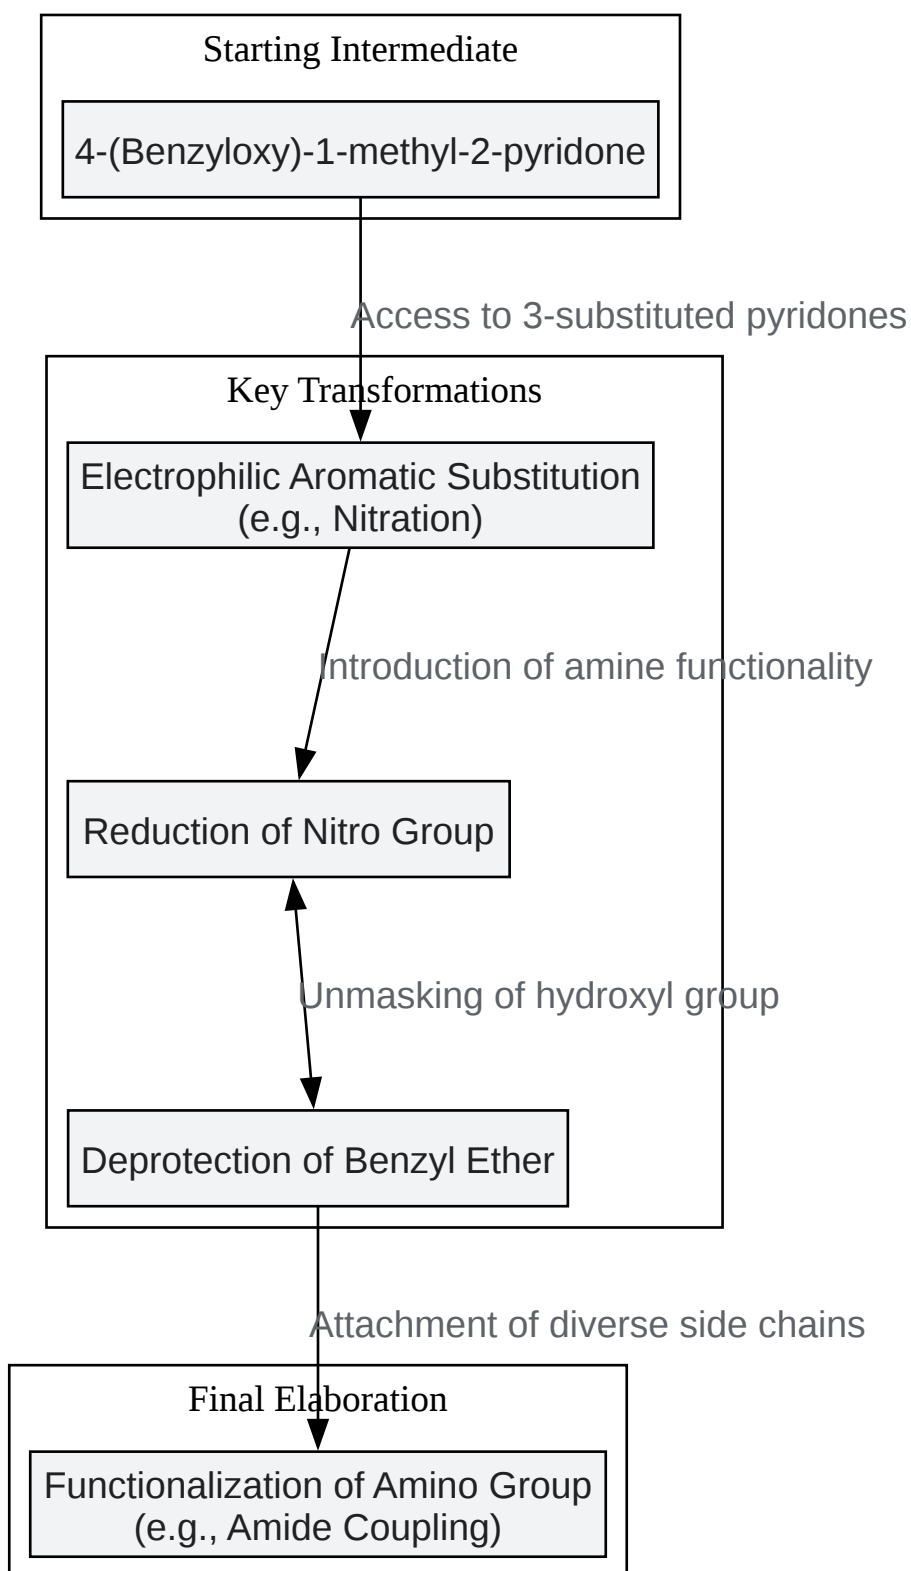 Starting Intermediate
4-(Benzyloxy)-1-methyl-2-pyridone
Access to 3-substituted pyridones
Key Transformations
Electrophilic Aromatic Substitution
(e.g., Nitration)
Introduction of amine functionality
Reduction of Nitro Group
Unmasking of hydroxyl group
Deprotection of Benzyl Ether
Attachment of diverse side chains
Final Elaboration
Functionalization of Amino Group
(e.g., Amide Coupling)